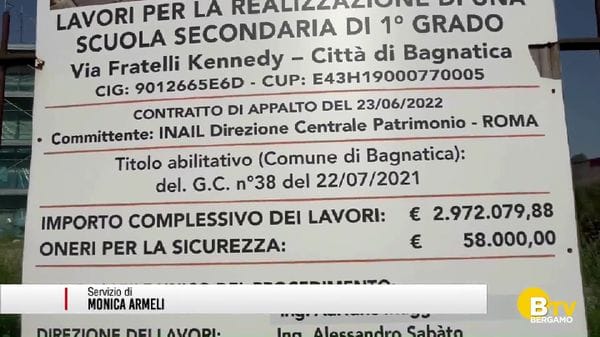 LAVORI PER LA REALIZZAZIONE DI UNA
SCUOLA SECONDARIA DI 1° GRADO
Via Fratelli Kennedy – Città di Bagnatica
CIG: 9012665E6D - CUP: E43H19000770005
CONTRATTO DI APPALTO DEL 23/06/2022
Committente: INAIL Direzione Centrale Patrimonio - ROMA
Titolo abilitativo (Comune di Bagnatica):
del. G.C. n°38 del 22/07/2021
IMPORTO COMPLESSIVO DEI LAVORI: € 2.972.079,88
ONERI PER LA SICUREZZA: € 58.000,00
Servizio di
MONICA ARMELI
DIREZIONE DEI LAVORI: Ing. Alessandro Sabàto
BTV
BERGAMO